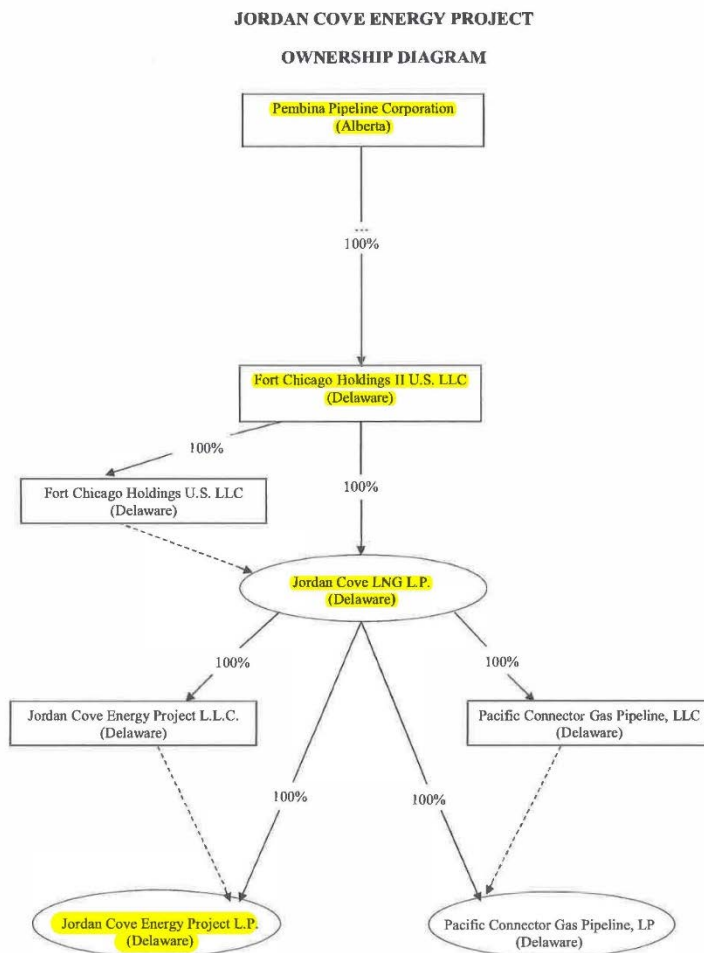 JORDAN COVE ENERGY PROJECT
OWNERSHIP DIAGRAM
Pembina Pipeline Corporation
(Alberta)
...
100%
Fort Chicago Holdings II U.S. LLC
(Delaware)
100%
100%
Fort Chicago Holdings U.S. LLC
(Delaware)
Jordan Cove LNG L.P.
(Delaware)
100%
100%
Jordan Cove Energy Project L.L.C.
(Delaware)
Pacific Connector Gas Pipeline, LLC
(Delaware)
100%
100%
Jordan Cove Energy Project L.P.
(Delaware)
Pacific Connector Gas Pipeline, LP
(Delaware)